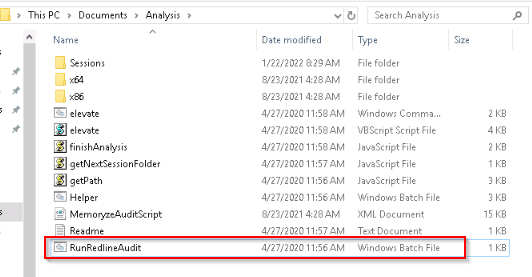 This PC > Documents > Analysis > Search Analysis
Name Date modified Type Size
Sessions 1/22/2022 8:29 AM File folder
x64 8/23/2021 4:28 AM File folder
x86 8/23/2021 4:28 AM File folder
elevate 4/27/2020 11:58 AM Windows Comma... 2 KB
elevate 4/27/2020 11:58 AM VBScript Script File 4 KB
finishAnalysis 4/27/2020 11:58 AM JavaScript File 2 KB
getNextSessionFolder 4/27/2020 11:57 AM JavaScript File 1 KB
getPath 4/27/2020 11:56 AM JavaScript File 1 KB
Helper 4/27/2020 11:56 AM Windows Batch File 3 KB
MemoryzeAuditScript 8/23/2021 4:28 AM XML Document 15 KB
Readme 4/27/2020 11:57 AM Text Document 1 KB
RunRedlineAudit 4/27/2020 11:56 AM Windows Batch File 1 KB